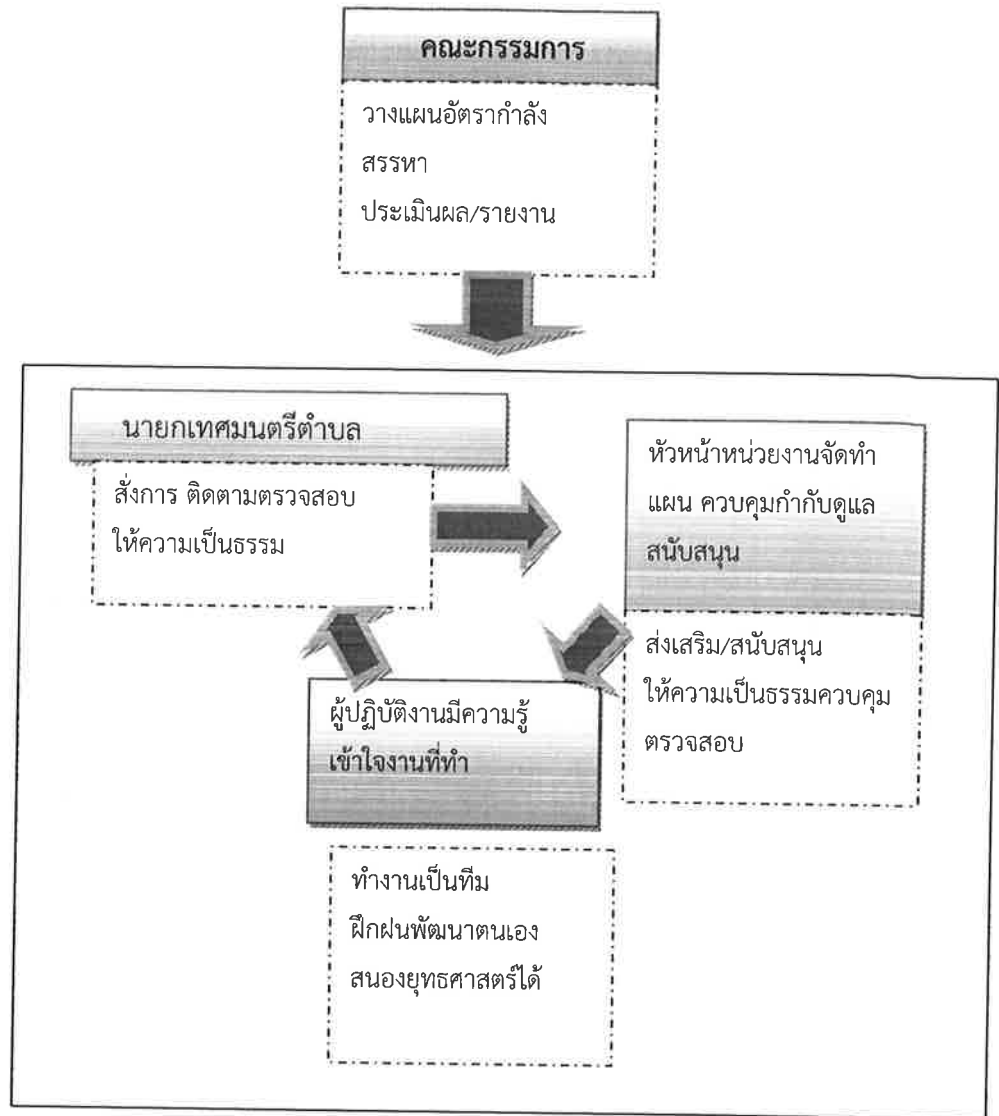 คณะกรรมการ
วางแผนอัตรากำลัง
สรรหา
ประเมินผล/รายงาน
นายกเทศมนตรีตำบล
สั่งการ ติดตามตรวจสอบ
ให้ความเป็นธรรม
หัวหน้าหน่วยงานจัดทำ
แผน ควบคุมกำกับดูแล
สนับสนุน
ส่งเสริม/สนับสนุน
ให้ความเป็นธรรมควบคุม
ตรวจสอบ
ผู้ปฏิบัติงานมีความรู้
เข้าใจงานที่ทำ
ทำงานเป็นทีม
ฝึกฝนพัฒนาตนเอง
สนองยุทธศาสตร์ได้